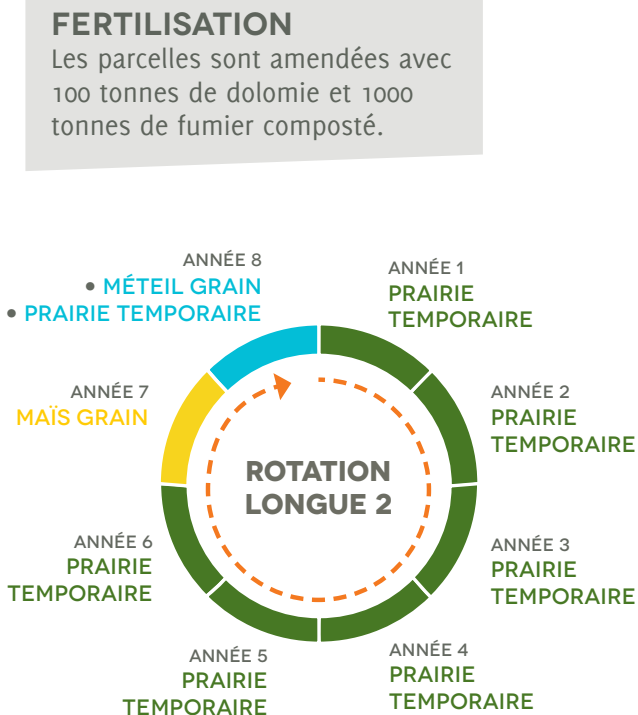 FERTILISATION
Les parcelles sont amendées avec
100 tonnes de dolomie et 1000
tonnes de fumier composté.
ANNÉE 8
• MÉTEIL GRAIN
• PRAIRIE TEMPORAIRE
ANNÉE 1
PRAIRIE
TEMPORAIRE
ANNÉE 2
PRAIRIE
TEMPORAIRE
ANNÉE 3
PRAIRIE
TEMPORAIRE
ANNÉE 4
PRAIRIE
TEMPORAIRE
ANNÉE 5
PRAIRIE
TEMPORAIRE
ANNÉE 6
PRAIRIE
TEMPORAIRE
ANNÉE 7
MAÏS GRAIN
ROTATION
LONGUE 2